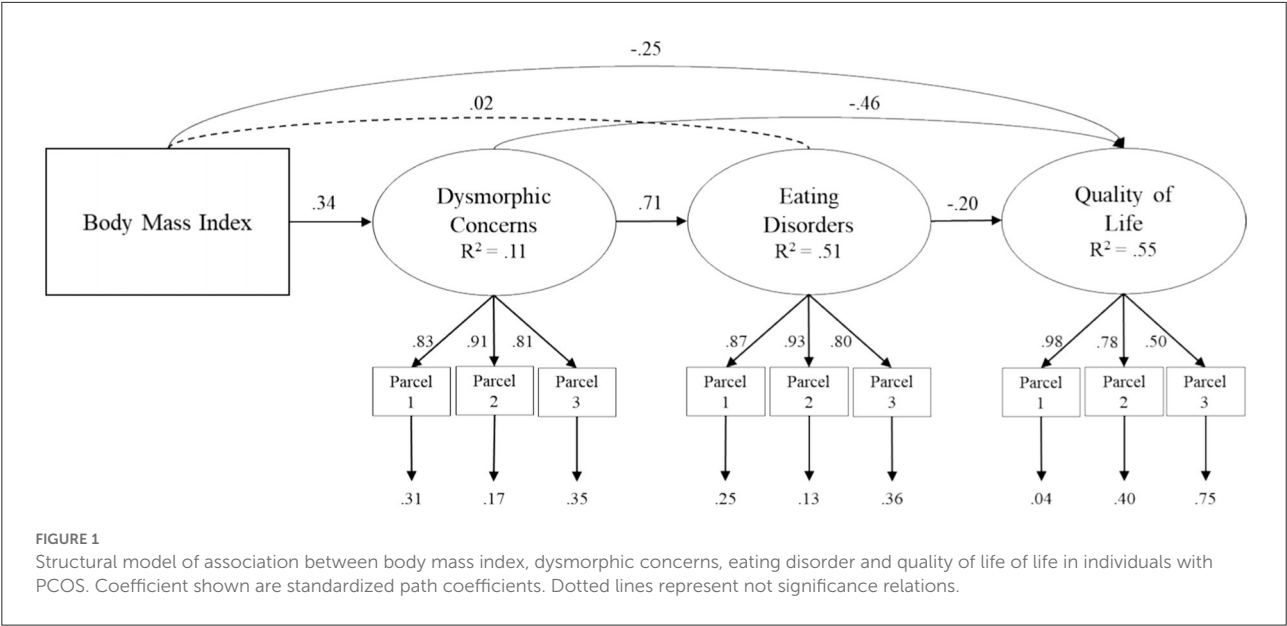 -.25
.02
-.46
Body Mass Index
.34
Dysmorphic
Concerns
R² = .11
.71
Eating
Disorders
R² = .51
-.20
Quality of
Life
R² = .55
.83 .91 .81
.87 .93 .80
.98 .78 .50
Parcel
1
Parcel
2
Parcel
3
Parcel
1
Parcel
2
Parcel
3
Parcel
1
Parcel
2
Parcel
3
.31 .17 .35
.25 .13 .36
.04 .40 .75
FIGURE 1
Structural model of association between body mass index, dysmorphic concerns, eating disorder and quality of life of life in individuals with
PCOS. Coefficient shown are standardized path coefficients. Dotted lines represent not significance relations.